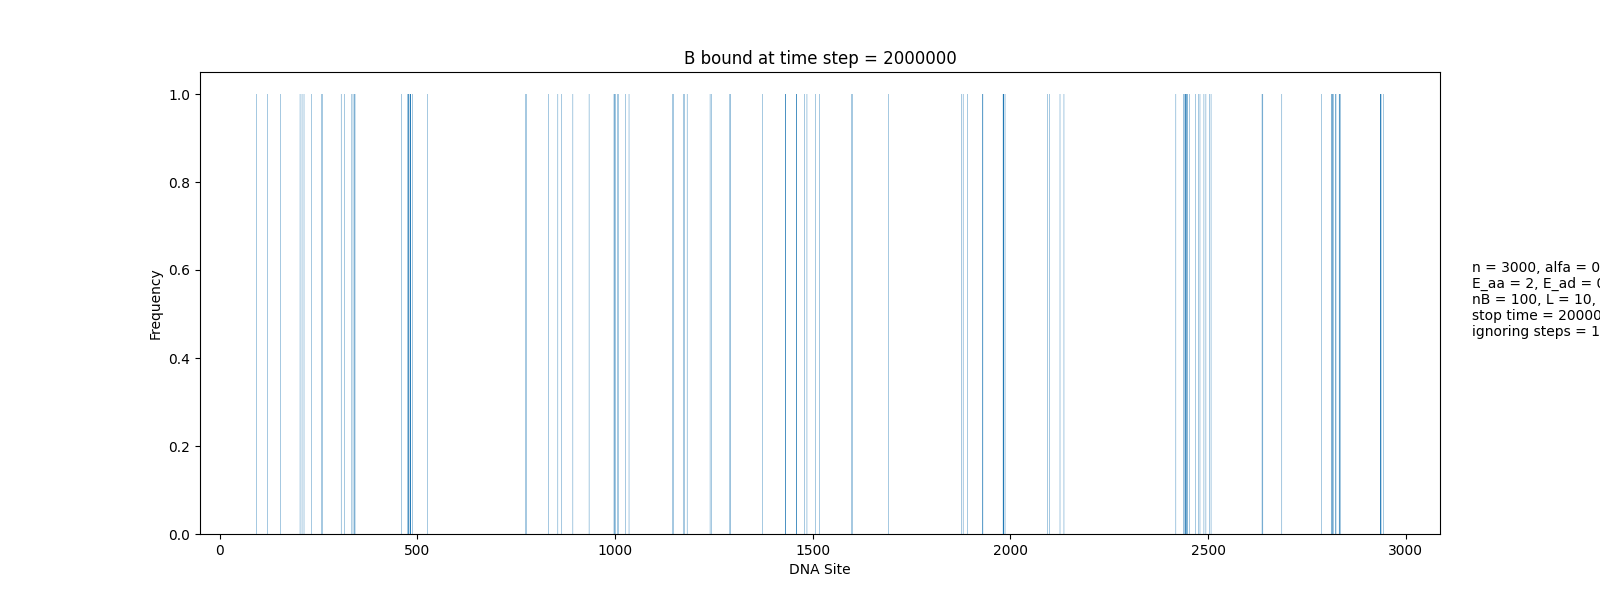 B bound at time step = 2000000
Frequency
1.0
0.8
0.6
0.4
0.2
0.0
0
500
1000
1500
2000
2500
3000
DNA Site
n = 3000, alfa = 0
E_aa = 2, E_ad = 0
nB = 100, L = 10,
stop time = 20000
ignoring steps = 1